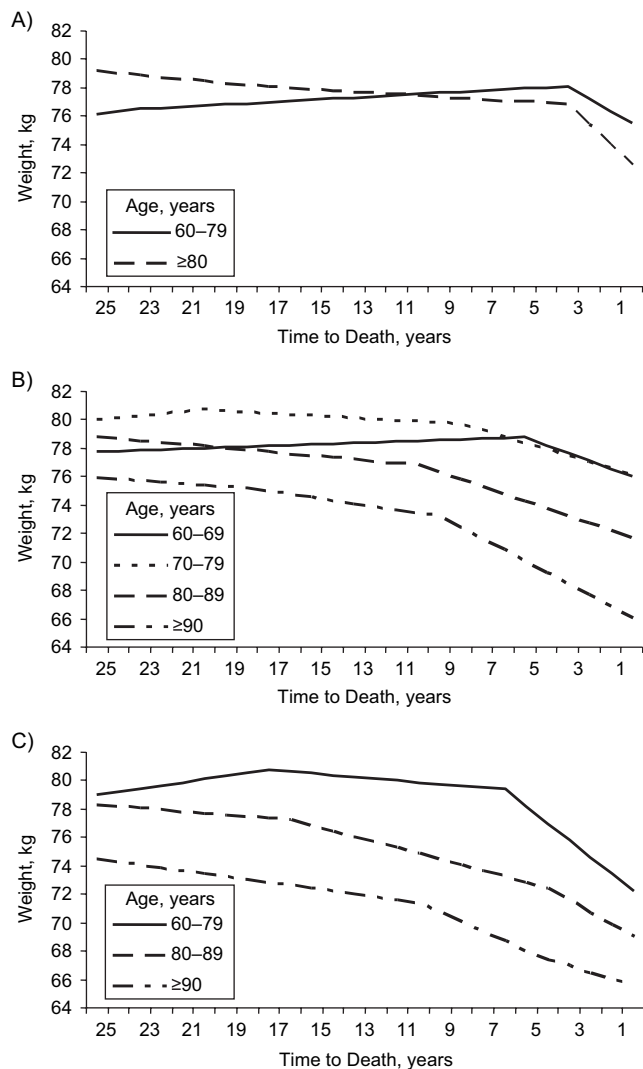 A)
82
80
78
76
74
72
70
68
66
64
Weight, kg
Age, years
60–79
≥80
25 23 21 19 17 15 13 11 9 7 5 3 1
Time to Death, years
B)
82
80
78
76
74
72
70
68
66
64
Weight, kg
Age, years
60–69
70–79
80–89
≥90
25 23 21 19 17 15 13 11 9 7 5 3 1
Time to Death, years
C)
82
80
78
76
74
72
70
68
66
64
Weight, kg
Age, years
60–79
80–89
≥90
25 23 21 19 17 15 13 11 9 7 5 3 1
Time to Death, years